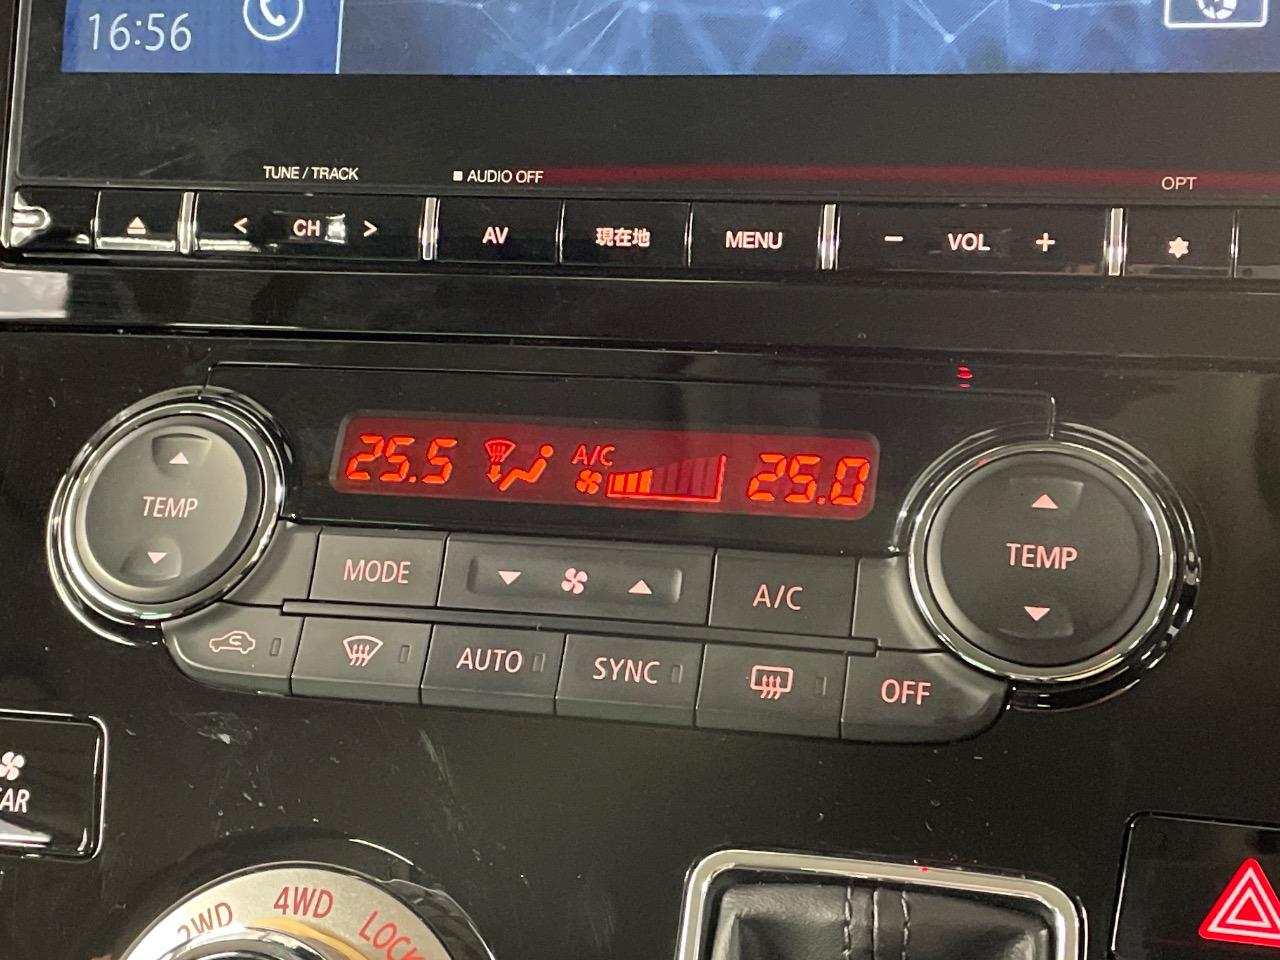 16:56
TUNE / TRACK
AUDIO OFF
OPT
< CH >
AV
現在地
MENU
− VOL +
25.5
A/C
25.0
TEMP
MODE
A/C
TEMP
AUTO
SYNC
OFF
2WD
4WD
LOCK